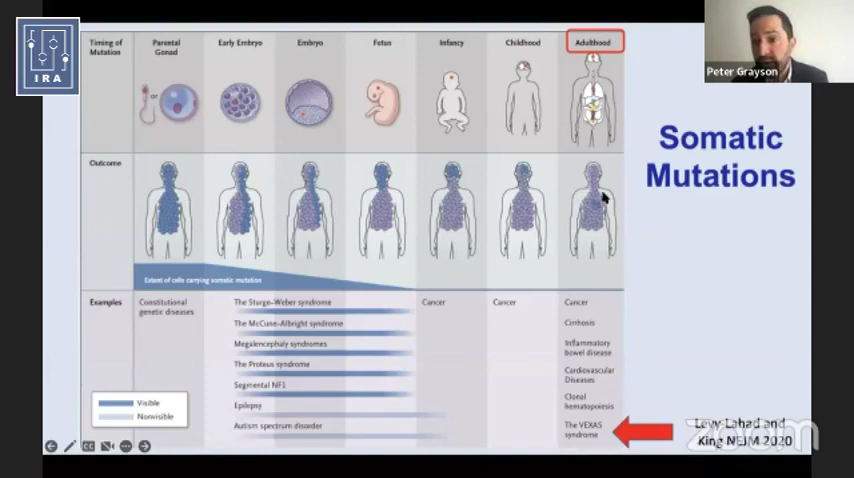 IRA
Peter Grayson
Somatic
Mutations
Timing of
Mutation
Parental
Gonad
Early Embryo
Embryo
Fetus
Infancy
Childhood
Adulthood
or
Outcome
Extent of cells carrying somatic mutation
Examples
Constitutional
genetic diseases
The Sturge–Weber syndrome
The McCune–Albright syndrome
Megalencephaly syndromes
The Proteus syndrome
Segmental NF1
Epilepsy
Autism spectrum disorder
Cancer
Cancer
Cancer
Cirrhosis
Inflammatory
bowel disease
Cardiovascular
Diseases
Clonal
hematopoiesis
The VEXAS
syndrome
Visible
Nonvisible
Levy-Lahad and
King NEJM 2020
zoom
CC